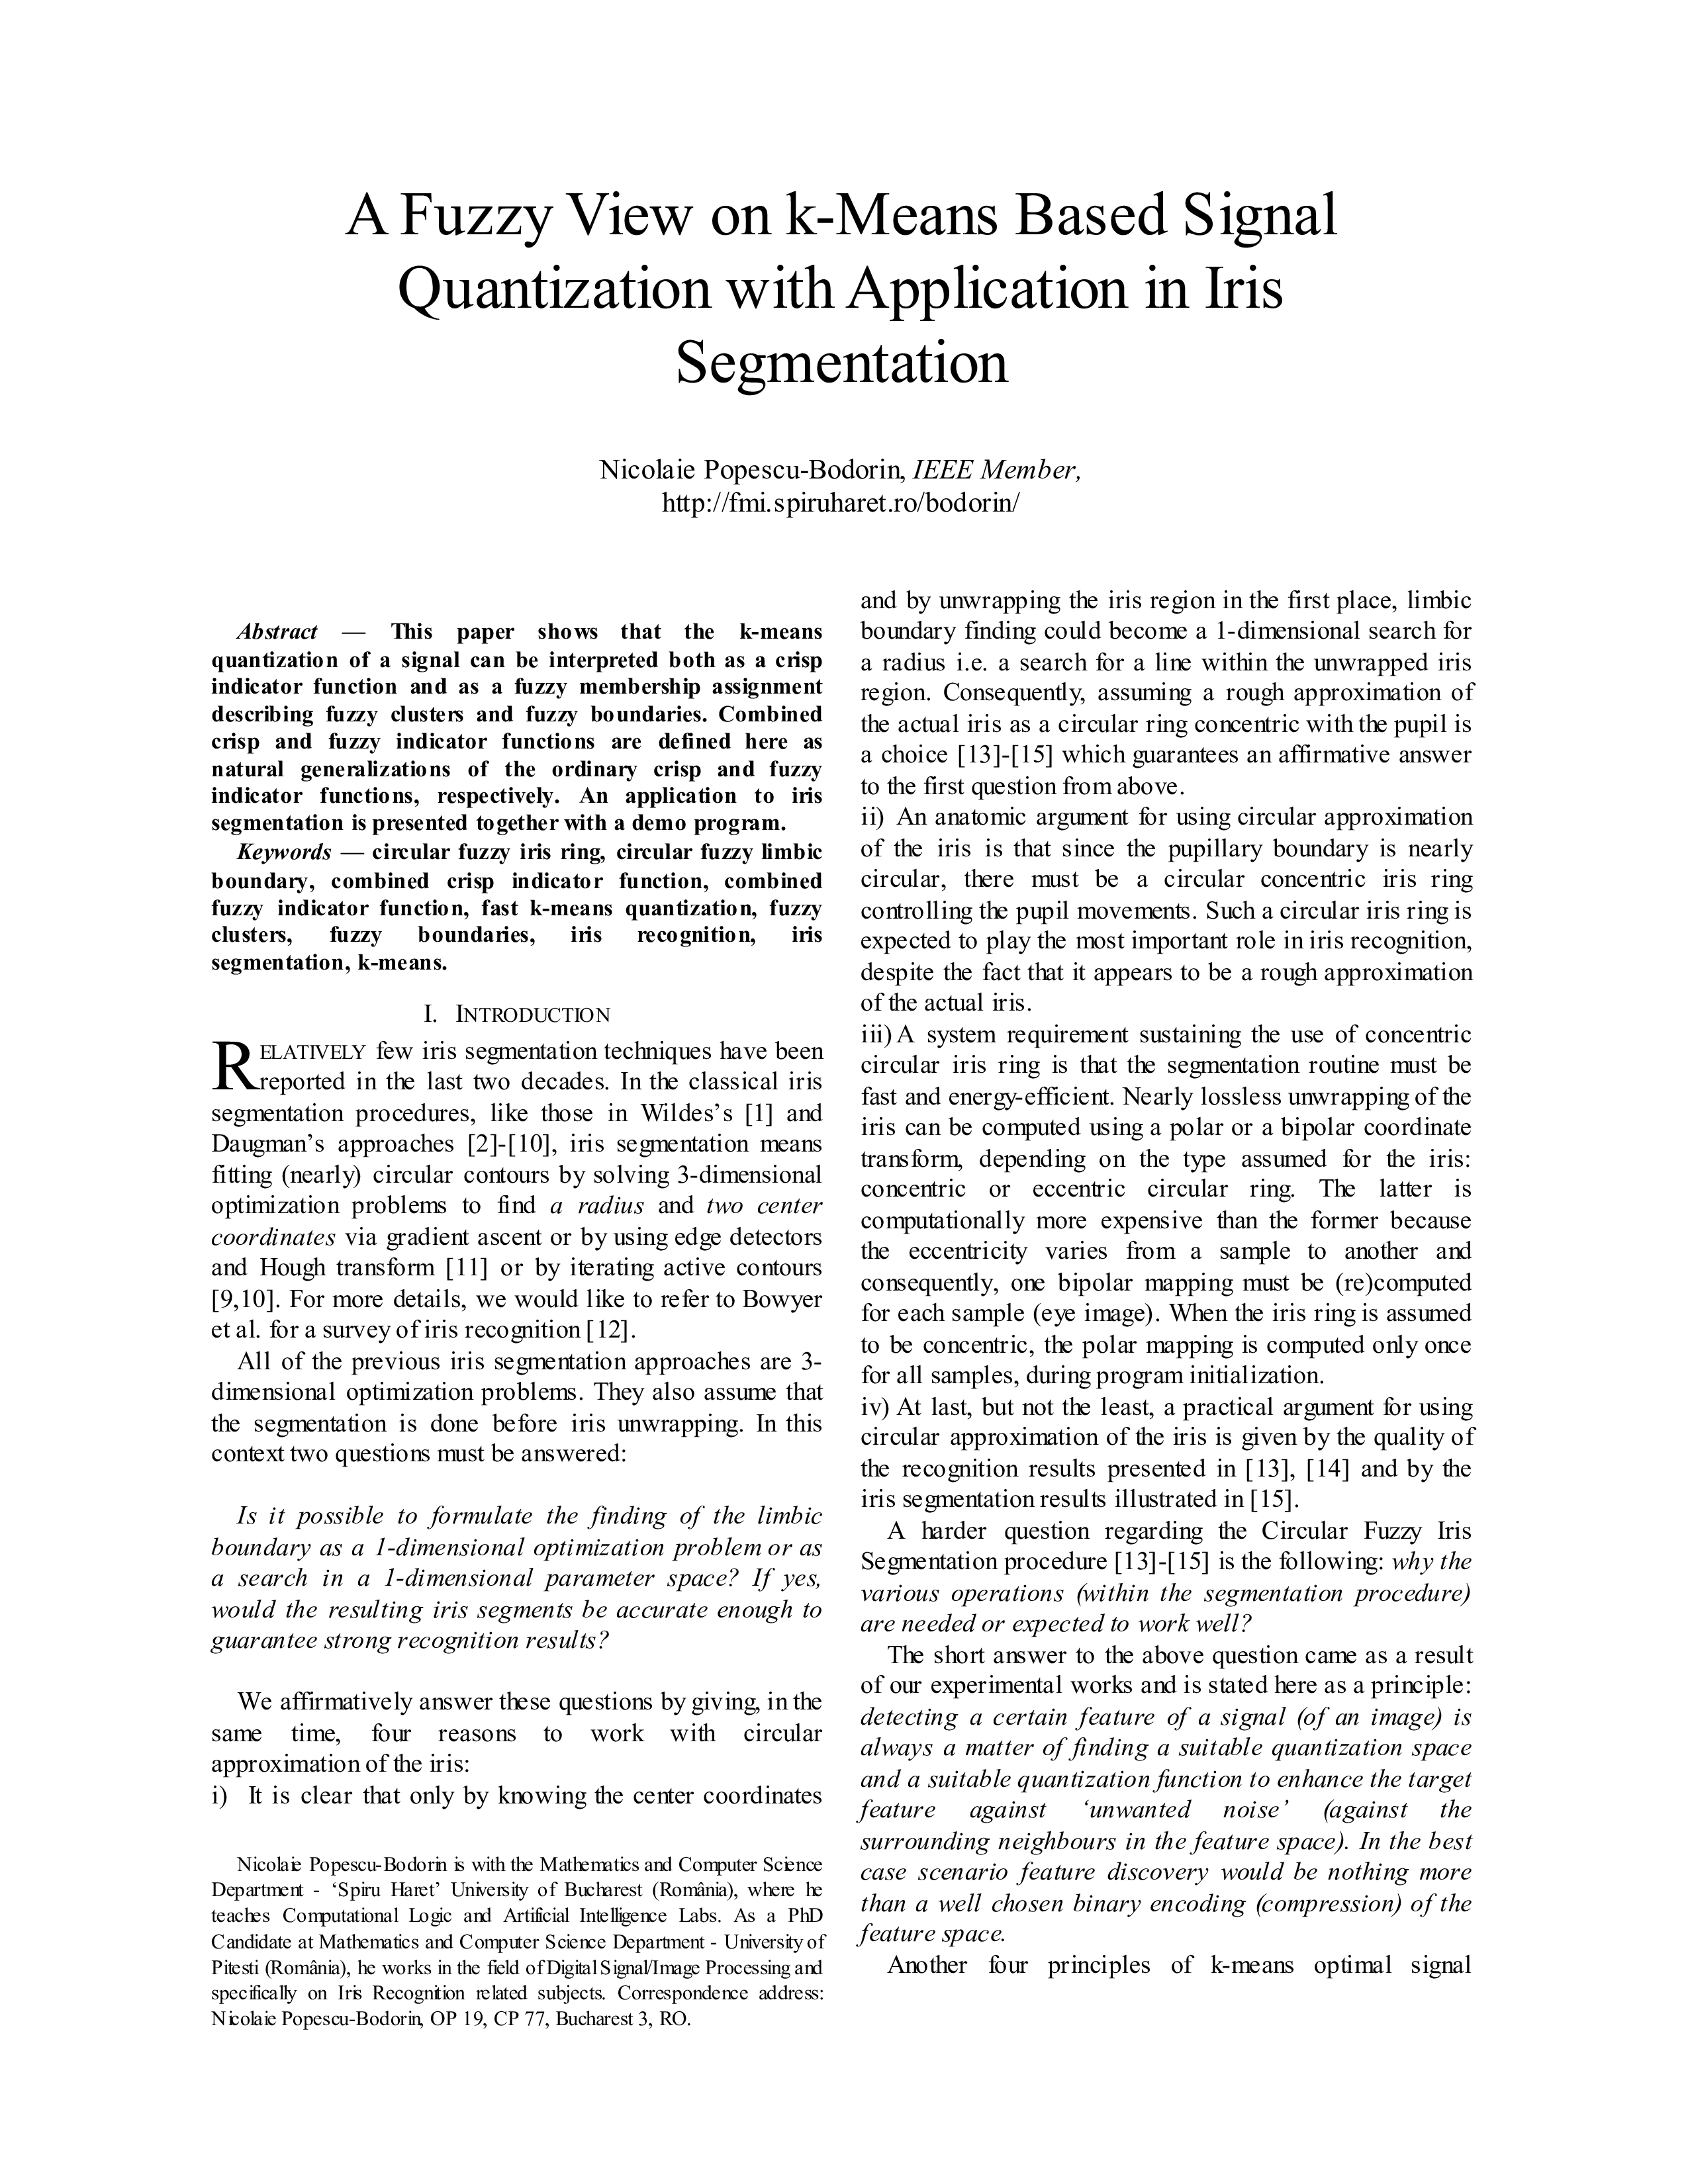 A Fuzzy View on k-Means Based Signal
Quantization with Application in Iris
Segmentation
Nicolaie Popescu-Bodorin, IEEE Member,
http://fmi.spiruharet.ro/bodorin/
Abstract — This paper shows that the k-means
quantization of a signal can be interpreted both as a crisp
indicator function and as a fuzzy membership assignment
describing fuzzy clusters and fuzzy boundaries. Combined
crisp and fuzzy indicator functions are defined here as
natural generalizations of the ordinary crisp and fuzzy
indicator functions, respectively. An application to iris
segmentation is presented together with a demo program.
Keywords — circular fuzzy iris ring, circular fuzzy limbic
boundary, combined crisp indicator function, combined
fuzzy indicator function, fast k-means quantization, fuzzy
clusters, fuzzy boundaries, iris recognition, iris
segmentation, k-means.
I. INTRODUCTION
RELATIVELY few iris segmentation techniques have been
reported in the last two decades. In the classical iris
segmentation procedures, like those in Wildes’s [1] and
Daugman’s approaches [2]-[10], iris segmentation means
fitting (nearly) circular contours by solving 3-dimensional
optimization problems to find a radius and two center
coordinates via gradient ascent or by using edge detectors
and Hough transform [11] or by iterating active contours
[9,10]. For more details, we would like to refer to Bowyer
et al. for a survey of iris recognition [12].
All of the previous iris segmentation approaches are 3-
dimensional optimization problems. They also assume that
the segmentation is done before iris unwrapping. In this
context two questions must be answered:
Is it possible to formulate the finding of the limbic
boundary as a 1-dimensional optimization problem or as
a search in a 1-dimensional parameter space? If yes,
would the resulting iris segments be accurate enough to
guarantee strong recognition results?
We affirmatively answer these questions by giving, in the
same time, four reasons to work with circular
approximation of the iris:
i) It is clear that only by knowing the center coordinates
Nicolaie Popescu-Bodorin is with the Mathematics and Computer Science
Department - ‘Spiru Haret’ University of Bucharest (România), where he
teaches Computational Logic and Artificial Intelligence Labs. As a PhD
Candidate at Mathematics and Computer Science Department - University of
Pitesti (România), he works in the field of Digital Signal/Image Processing and
specifically on Iris Recognition related subjects. Correspondence address:
Nicolaie Popescu-Bodorin, OP 19, CP 77, Bucharest 3, RO.
and by unwrapping the iris region in the first place, limbic
boundary finding could become a 1-dimensional search for
a radius i.e. a search for a line within the unwrapped iris
region. Consequently, assuming a rough approximation of
the actual iris as a circular ring concentric with the pupil is
a choice [13]-[15] which guarantees an affirmative answer
to the first question from above.
ii) An anatomic argument for using circular approximation
of the iris is that since the pupillary boundary is nearly
circular, there must be a circular concentric iris ring
controlling the pupil movements. Such a circular iris ring is
expected to play the most important role in iris recognition,
despite the fact that it appears to be a rough approximation
of the actual iris.
iii) A system requirement sustaining the use of concentric
circular iris ring is that the segmentation routine must be
fast and energy-efficient. Nearly lossless unwrapping of the
iris can be computed using a polar or a bipolar coordinate
transform, depending on the type assumed for the iris:
concentric or eccentric circular ring. The latter is
computationally more expensive than the former because
the eccentricity varies from a sample to another and
consequently, one bipolar mapping must be (re)computed
for each sample (eye image). When the iris ring is assumed
to be concentric, the polar mapping is computed only once
for all samples, during program initialization.
iv) At last, but not the least, a practical argument for using
circular approximation of the iris is given by the quality of
the recognition results presented in [13], [14] and by the
iris segmentation results illustrated in [15].
A harder question regarding the Circular Fuzzy Iris
Segmentation procedure [13]-[15] is the following: why the
various operations (within the segmentation procedure)
are needed or expected to work well?
The short answer to the above question came as a result
of our experimental works and is stated here as a principle:
detecting a certain feature of a signal (of an image) is
always a matter of finding a suitable quantization space
and a suitable quantization function to enhance the target
feature against ‘unwanted noise’ (against the
surrounding neighbours in the feature space). In the best
case scenario feature discovery would be nothing more
than a well chosen binary encoding (compression) of the
feature space.
Another four principles of k-means optimal signal